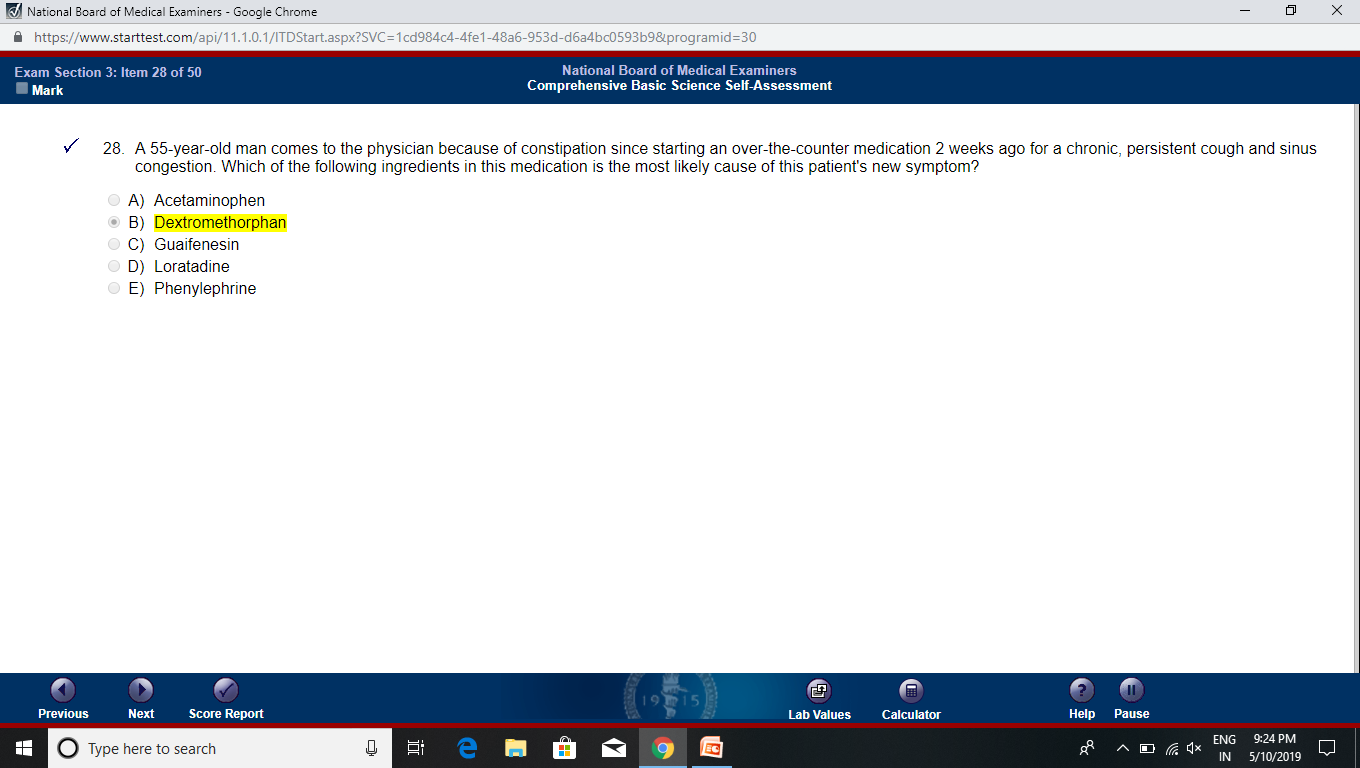 National Board of Medical Examiners - Google Chrome
https://www.starttest.com/api/11.1.0.1/ITDStart.aspx?SVC=1cd984c4-4fe1-48a6-953d-d6a4bc0593b9&programid=30
Exam Section 3: Item 28 of 50
National Board of Medical Examiners
Mark
Comprehensive Basic Science Self-Assessment
28. A 55-year-old man comes to the physician because of constipation since starting an over-the-counter medication 2 weeks ago for a chronic, persistent cough and sinus
congestion. Which of the following ingredients in this medication is the most likely cause of this patient's new symptom?
A) Acetaminophen
B) Dextromethorphan
C) Guaifenesin
D) Loratadine
E) Phenylephrine
Previous Next Score Report Lab Values Calculator Help Pause
1915
Type here to search
ENG 9:24 PM
IN 5/10/2019